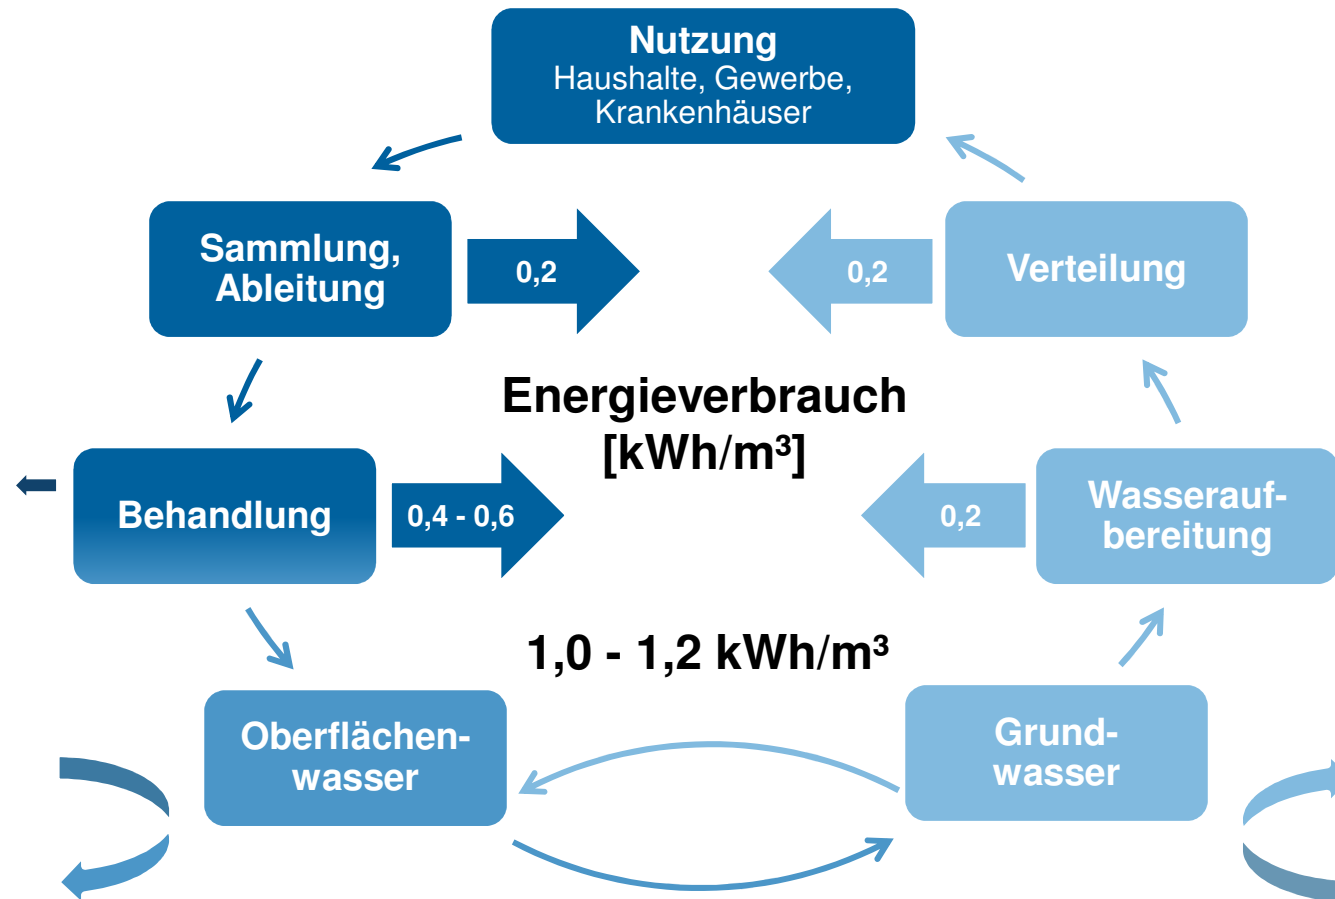 Nutzung
Haushalte, Gewerbe,
Krankenhäuser
Sammlung,
Ableitung
0,2
0,2
Verteilung
Energieverbrauch
[kWh/m³]
Behandlung
0,4 - 0,6
0,2
Wasserauf-
bereitung
1,0 - 1,2 kWh/m³
Oberflächen-
wasser
Grund-
wasser